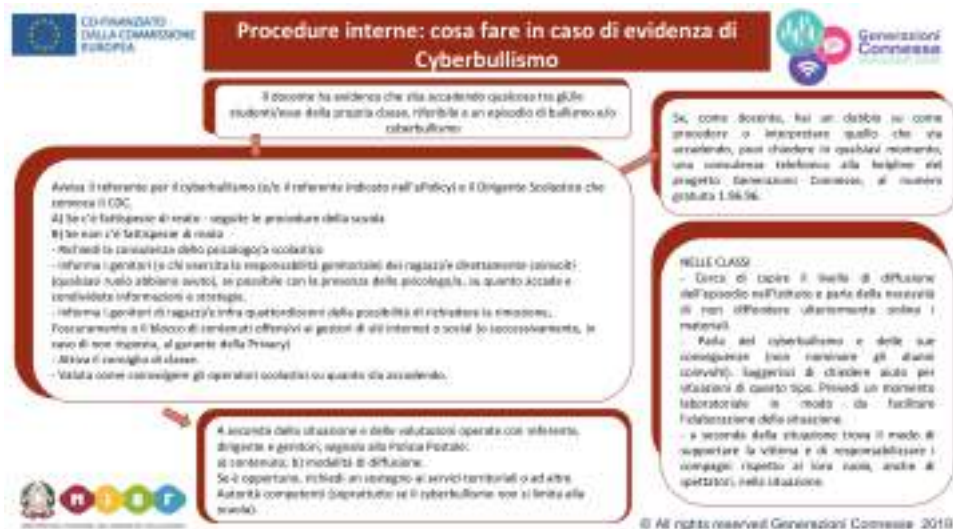 CO-FINANZIATO
DALLA COMMISSIONE
EUROPEA
Procedure interne: cosa fare in caso di evidenza di
Cyberbullismo
Generazioni
Connesse
Il docente ha evidenza che stia accadendo qualcosa tra gli/le
studenti/esse della propria classe, riferibile a un episodio di bullismo e/o
cyberbullismo
Se, come docente, hai un dubbio su come
procedere o interpretare quello che sta
accadendo, puoi chiedere in qualsiasi momento,
una consulenza telefonica alla helpline del
progetto Generazioni Connesse, al numero
gratuito 1.96.96.
Avvisa il referente per il cyberbullismo (e/o il referente indicato nell'ePolicy) e il Dirigente Scolastico che
convoca il CDC.
A) Se c'è fattispecie di reato - seguite le procedure della scuola
B) Se non c'è fattispecie di reato
- Richiedi la consulenza dello psicologo/a scolastico
- Informa i genitori (o chi esercita la responsabilità genitoriale) dei ragazzi/e direttamente coinvolti
(qualsiasi ruolo abbiano avuto), se possibile con la presenza dello psicologo/a, su quanto accade e
condividete informazioni e strategie.
- Informa i genitori di ragazzi/e infra quattordicenni della possibilità di richiedere la rimozione,
l'oscuramento o il blocco di contenuti offensivi ai gestori di siti internet o social (o successivamente, in
caso di non risposta, al garante della Privacy)
- Attiva il consiglio di classe.
- Valuta come coinvolgere gli operatori scolastici su quanto sta accadendo.
NELLE CLASSI
- Cerca di capire il livello di diffusione
dell'episodio nell'Istituto e parla della necessità
di non diffondere ulteriormente online i
materiali.
- Parla del cyberbullismo e delle sue
conseguenze (non nominare gli alunni
coinvolti). Suggerisci di chiedere aiuto per
situazioni di questo tipo. Prevedi un momento
laboratoriale in modo da facilitare
l'elaborazione della situazione.
- a seconda della situazione trova il modo di
supportare la vittima e di responsabilizzare i
compagni rispetto al loro ruolo, anche di
spettatori, nella situazione.
A seconda della situazione e delle valutazioni operate con referente,
dirigente e genitori, segnala alla Polizia Postale:
a) contenuto; b) modalità di diffusione.
Se è opportuno, richiedi un sostegno ai servizi territoriali o ad altre
Autorità competenti (soprattutto se il cyberbullismo non si limita alla
scuola).
© All rights reserved Generazioni Connesse 2019